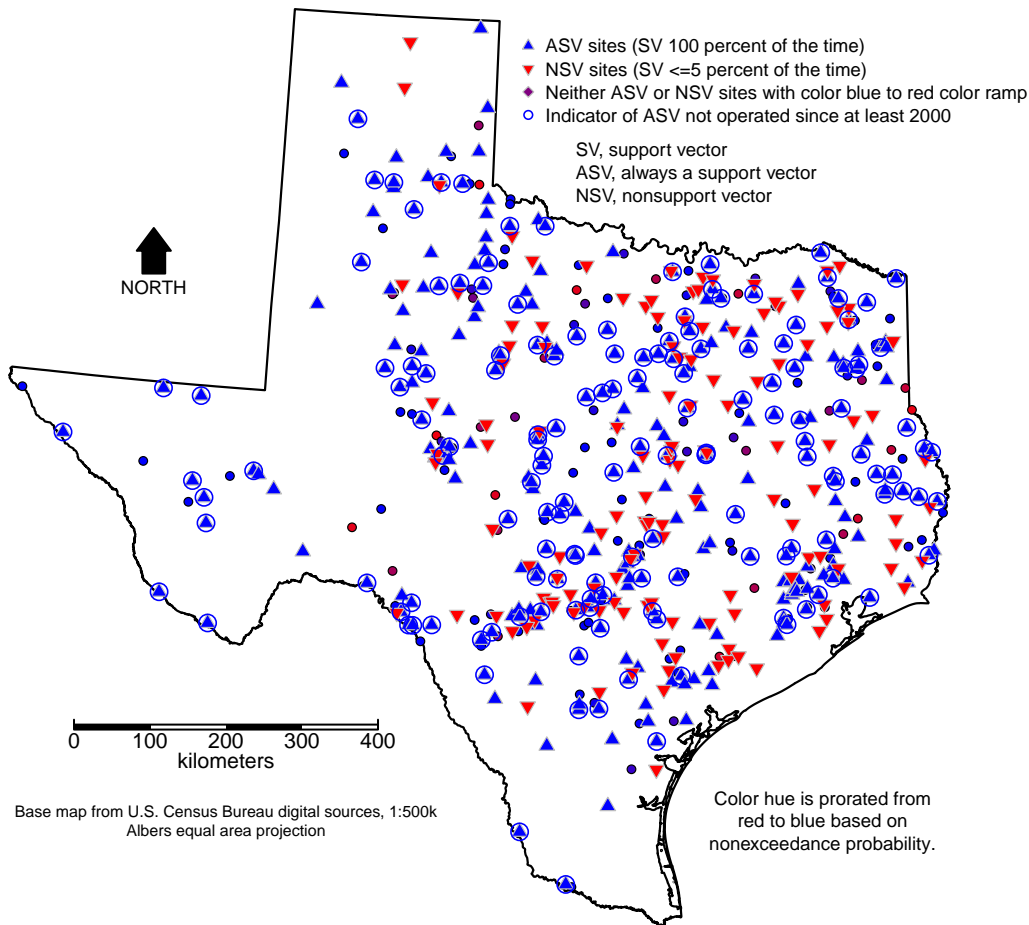 ASV sites (SV 100 percent of the time)
NSV sites (SV <=5 percent of the time)
Neither ASV or NSV sites with color blue to red color ramp
Indicator of ASV not operated since at least 2000
SV, support vector
ASV, always a support vector
NSV, nonsupport vector
NORTH
0 100 200 300 400
kilometers
Base map from U.S. Census Bureau digital sources, 1:500k
Albers equal area projection
Color hue is prorated from
red to blue based on
nonexceedance probability.